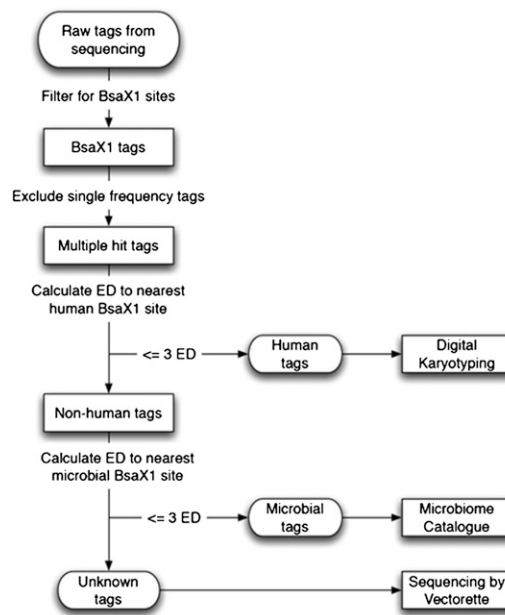 Raw tags from
sequencing
Filter for BsaX1 sites
BsaX1 tags
Exclude single frequency tags
Multiple hit tags
Calculate ED to nearest
human BsaX1 site
<= 3 ED
Human
tags
Digital
Karyotyping
Non-human tags
Calculate ED to nearest
microbial BsaX1 site
<= 3 ED
Microbial
tags
Microbiome
Catalogue
Unknown
tags
Sequencing by
Vectorette